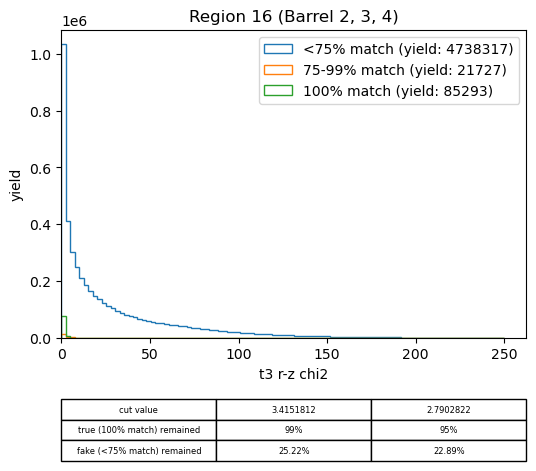 Region 16 (Barrel 2, 3, 4)
1e6
<75% match (yield: 4738317)
75-99% match (yield: 21727)
100% match (yield: 85293)
1.0
0.8
0.6
0.4
0.2
0.0
yield
0 50 100 150 200 250
t3 r-z chi2
cut value 3.4151812 2.7902822
true (100% match) remained 99% 95%
fake (<75% match) remained 25.22% 22.89%